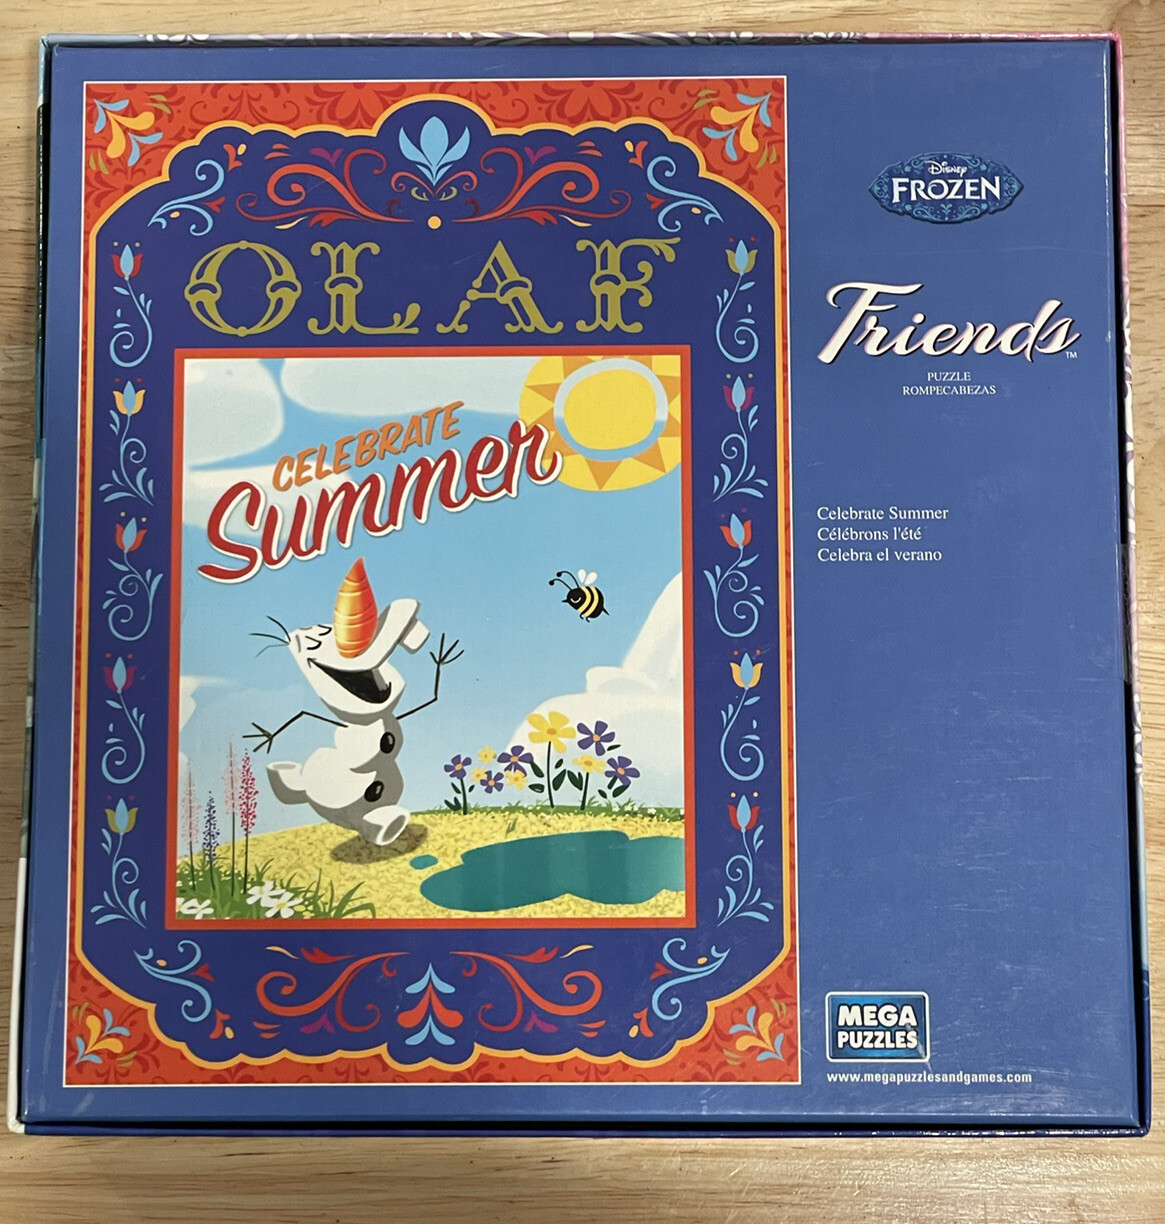 OLAF
CELEBRATE
Summer
Disney
FROZEN
Friends™
PUZZLE
ROMPECABEZAS
Celebrate Summer
Célébrons l'été
Celebra el verano
MEGA
PUZZLES
www.megapuzzlesandgames.com